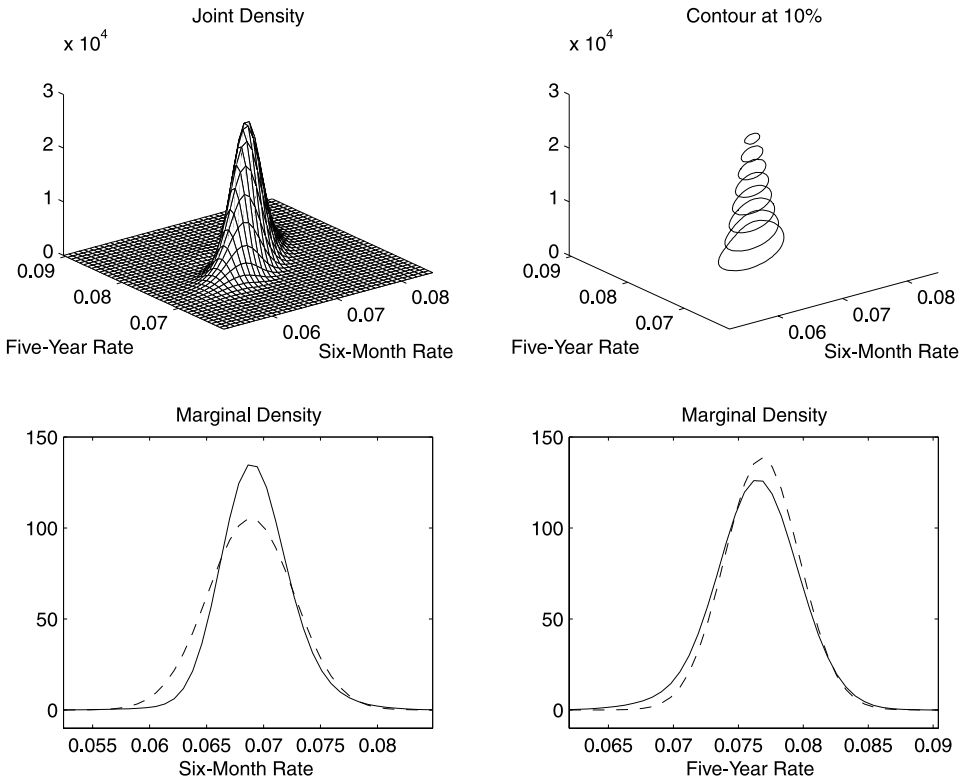 Joint Density
x 10^4
3
2
1
0
0.09
0.08
0.07
Five-Year Rate
0.06
0.07
0.08
Six-Month Rate
Contour at 10%
x 10^4
3
2
1
0
0.09
0.08
0.07
Five-Year Rate
0.06
0.07
0.08
Six-Month Rate
Marginal Density
150
100
50
0
0.055 0.06 0.065 0.07 0.075 0.08
Six-Month Rate
Marginal Density
150
100
50
0
0.065 0.07 0.075 0.08 0.085 0.09
Five-Year Rate